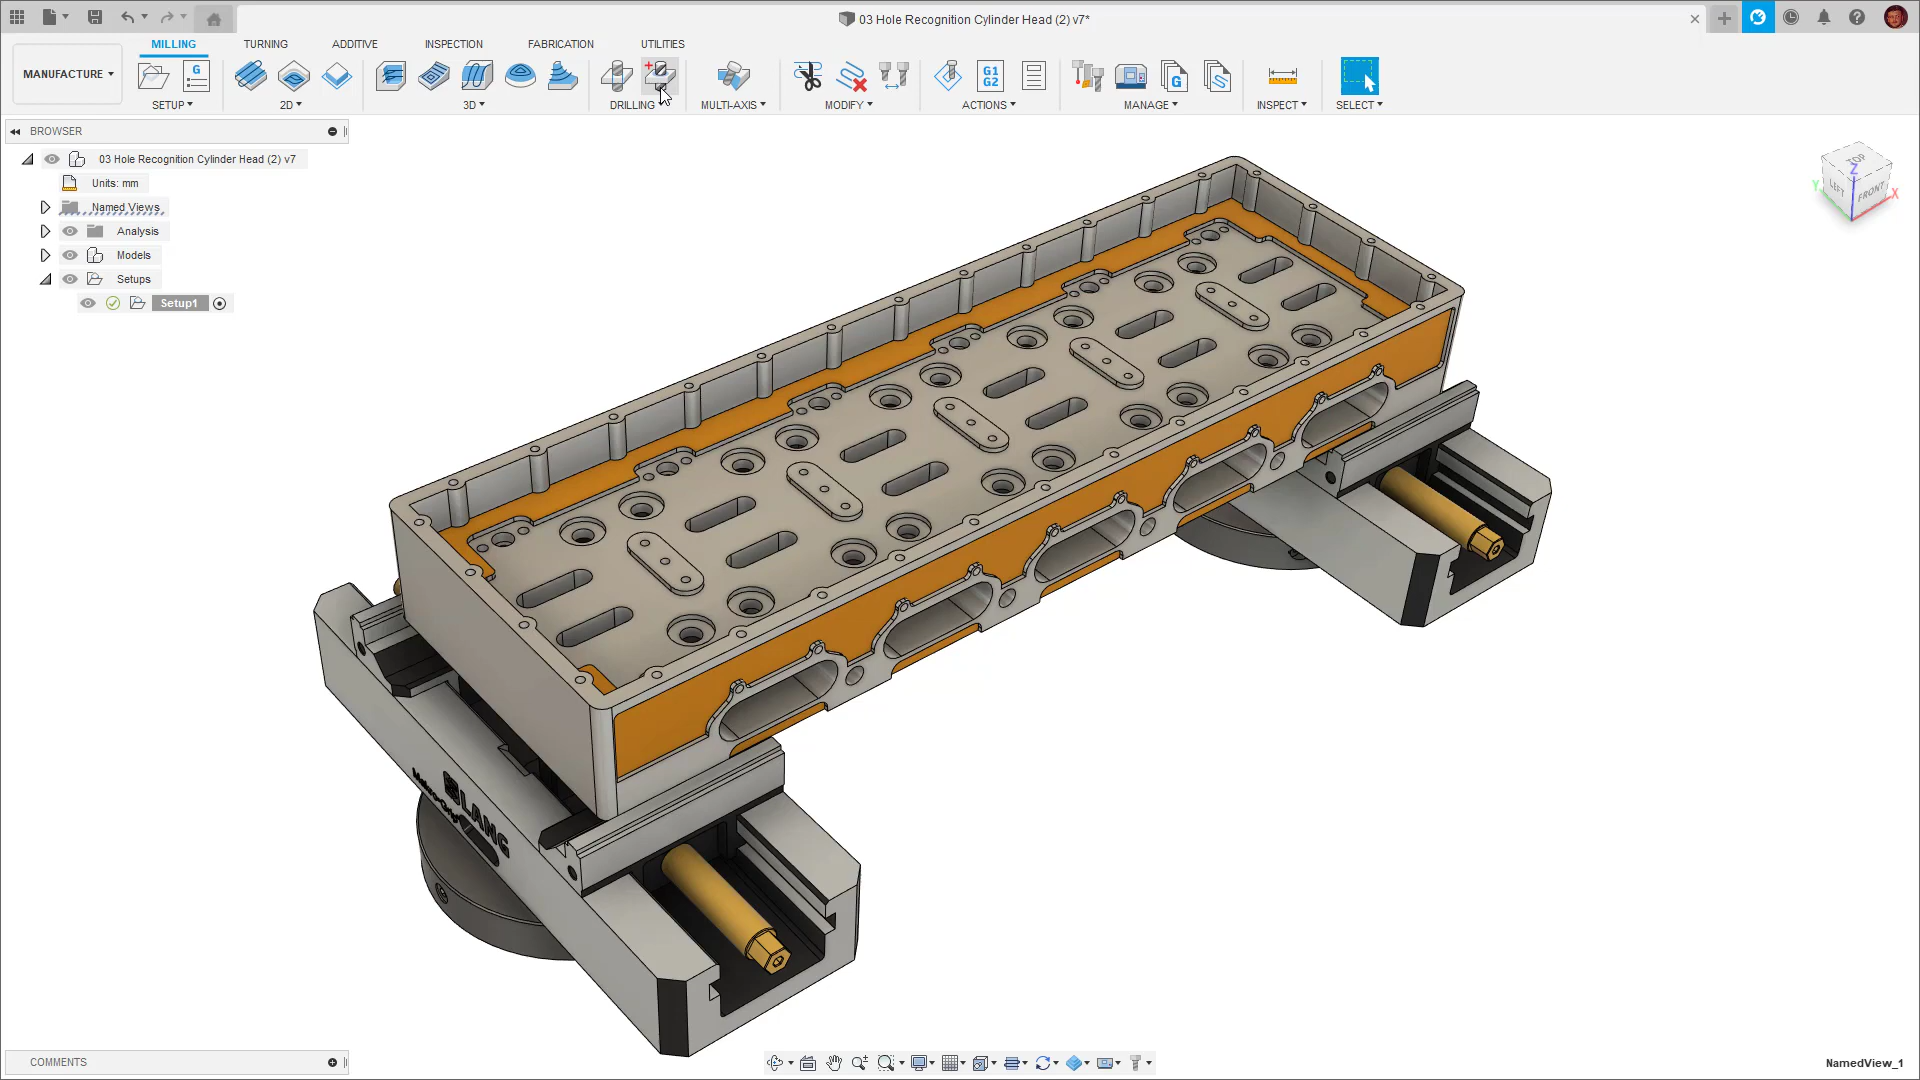 03 Hole Recognition Cylinder Head (2) v7*
MILLING
TURNING
ADDITIVE
INSPECTION
FABRICATION
UTILITIES
MANUFACTURE
SETUP
2D
3D
DRILLING
MULTI-AXIS
MODIFY
G1
G2
ACTIONS
MANAGE
INSPECT
SELECT
BROWSER
03 Hole Recognition Cylinder Head (2) v7
Units: mm
Named Views
Analysis
Models
Setups
Setup1
TOP
LEFT
FRONT
Z
Y
X
LANG
COMMENTS
NamedView_1